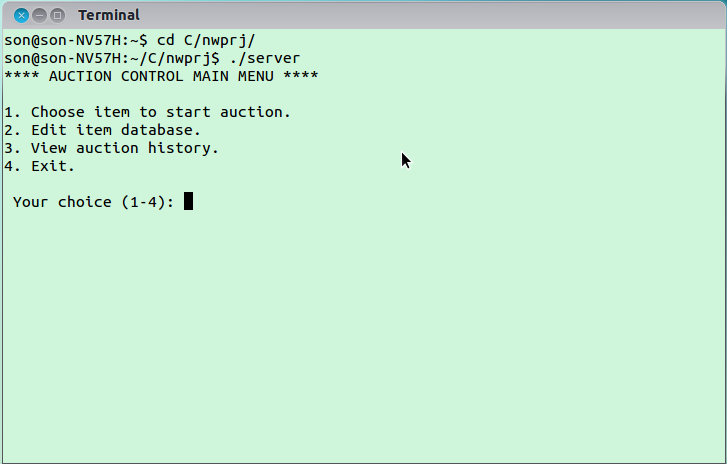 Terminal
son@son-NV57H:~$ cd C/nwprj/
son@son-NV57H:~/C/nwprj$ ./server
**** AUCTION CONTROL MAIN MENU ****
1. Choose item to start auction.
2. Edit item database.
3. View auction history.
4. Exit.
Your choice (1-4):